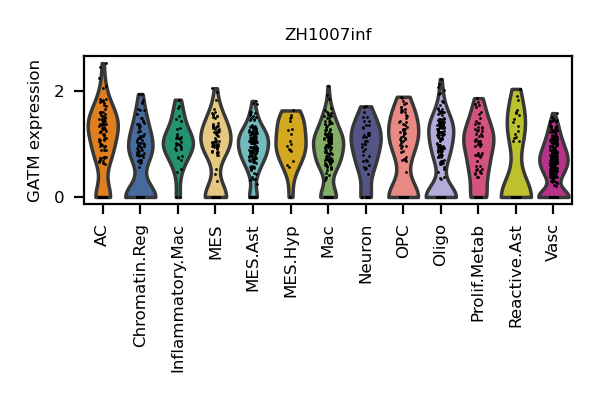 ZH1007inf
GATM expression
2
0
AC
Chromatin.Reg
Inflammatory.Mac
MES
MES.Ast
MES.Hyp
Mac
Neuron
OPC
Oligo
Prolif.Metab
Reactive.Ast
Vasc